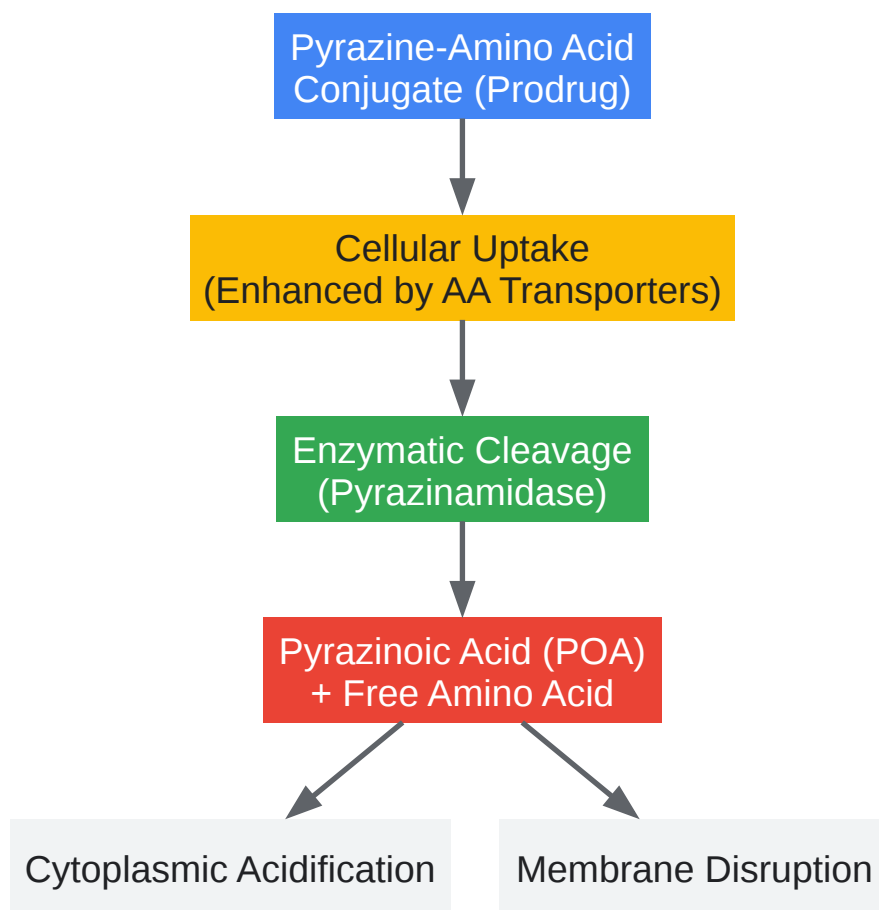 Pyrazine-Amino Acid
Conjugate (Prodrug)
Cellular Uptake
(Enhanced by AA Transporters)
Enzymatic Cleavage
(Pyrazinamidase)
Pyrazinoic Acid (POA)
+ Free Amino Acid
Cytoplasmic Acidification
Membrane Disruption